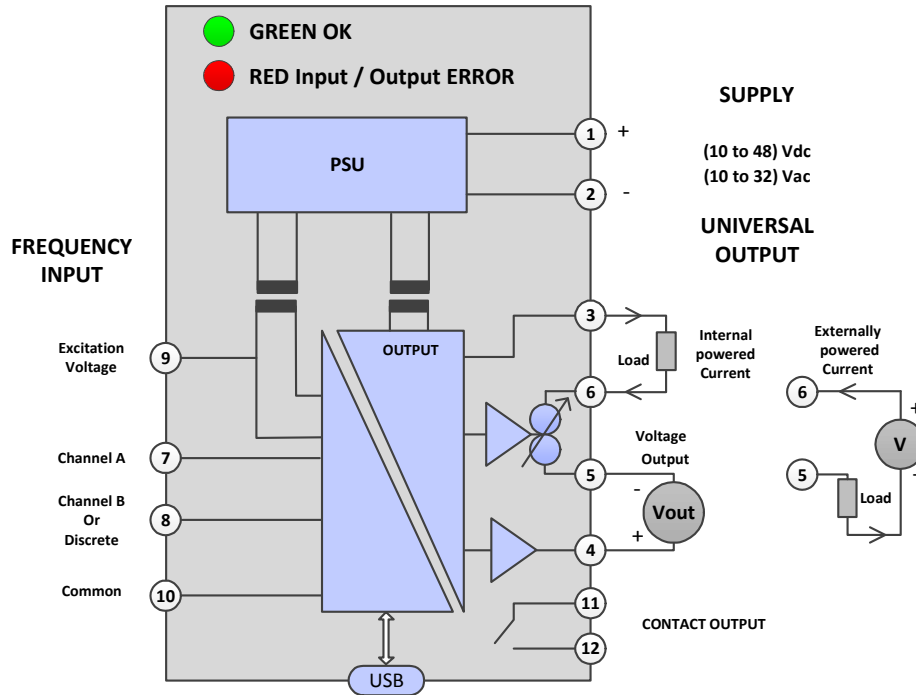 GREEN OK
RED Input / Output ERROR
SUPPLY
(10 to 48) Vdc
(10 to 32) Vac
PSU
1
+
2
-
UNIVERSAL
OUTPUT
FREQUENCY
INPUT
Excitation
Voltage
9
Channel A
7
Channel B
Or
Discrete
8
Common
10
OUTPUT
3
Load
Internal
powered
Current
6
Voltage
Output
5
-
Vout
+
4
11
12
CONTACT OUTPUT
Externally
powered
Current
6
+
V
-
5
Load
USB